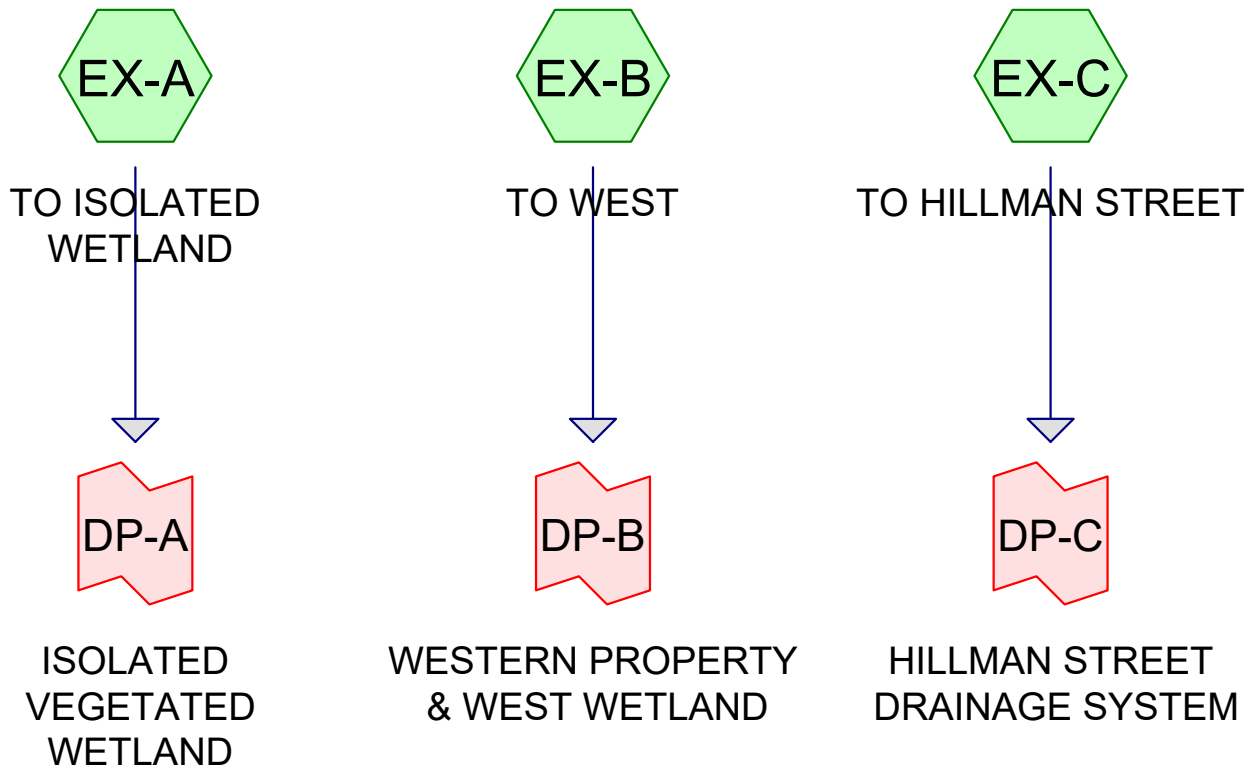 EX-A
EX-B
EX-C
TO ISOLATED
WETLAND
TO WEST
TO HILLMAN STREET
DP-A
DP-B
DP-C
ISOLATED
VEGETATED
WETLAND
WESTERN PROPERTY
& WEST WETLAND
HILLMAN STREET
DRAINAGE SYSTEM